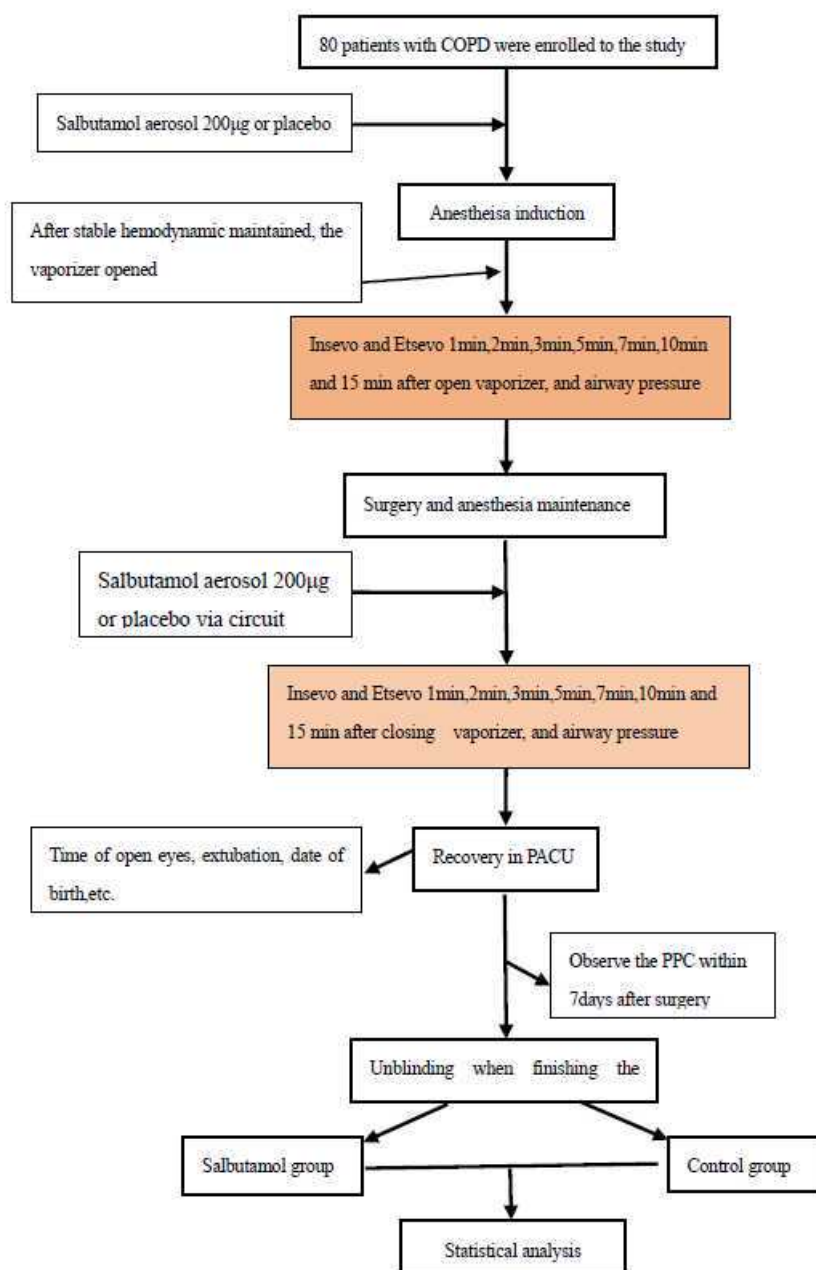 80 patients with COPD were enrolled to the study
Salbutamol aerosol 200μg or placebo
Anestheisa induction
After stable hemodynamic maintained, the
vaporizer opened
Insevo and Etsevo 1min,2min,3min,5min,7min,10min
and 15 min after open vaporizer, and airway pressure
Surgery and anesthesia maintenance
Salbutamol aerosol 200μg
or placebo via circuit
Insevo and Etsevo 1min,2min,3min,5min,7min,10min and
15 min after closing vaporizer, and airway pressure
Recovery in PACU
Time of open eyes, extubation, date of
birth,etc.
Observe the PPC within
7days after surgery
Unblinding when finishing the
Salbutamol group
Control group
Statistical analysis